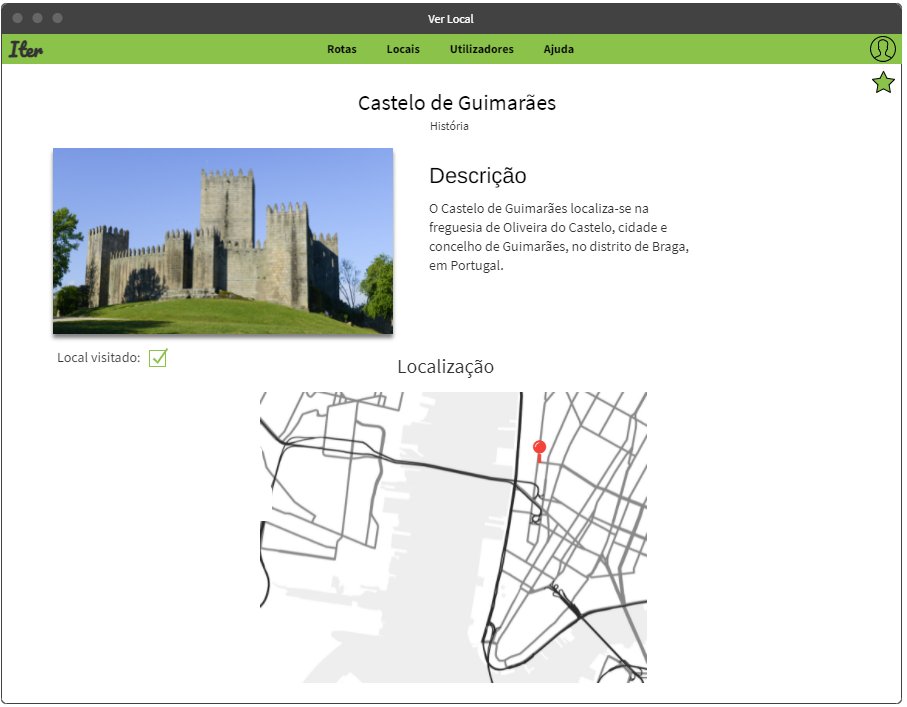 Ver Local
Iter
Rotas Locais Utilizadores Ajuda
Castelo de Guimarães
História
Descrição
O Castelo de Guimarães localiza-se na
freguesia de Oliveira do Castelo, cidade e
concelho de Guimarães, no distrito de Braga,
em Portugal.
Local visitado:
Localização